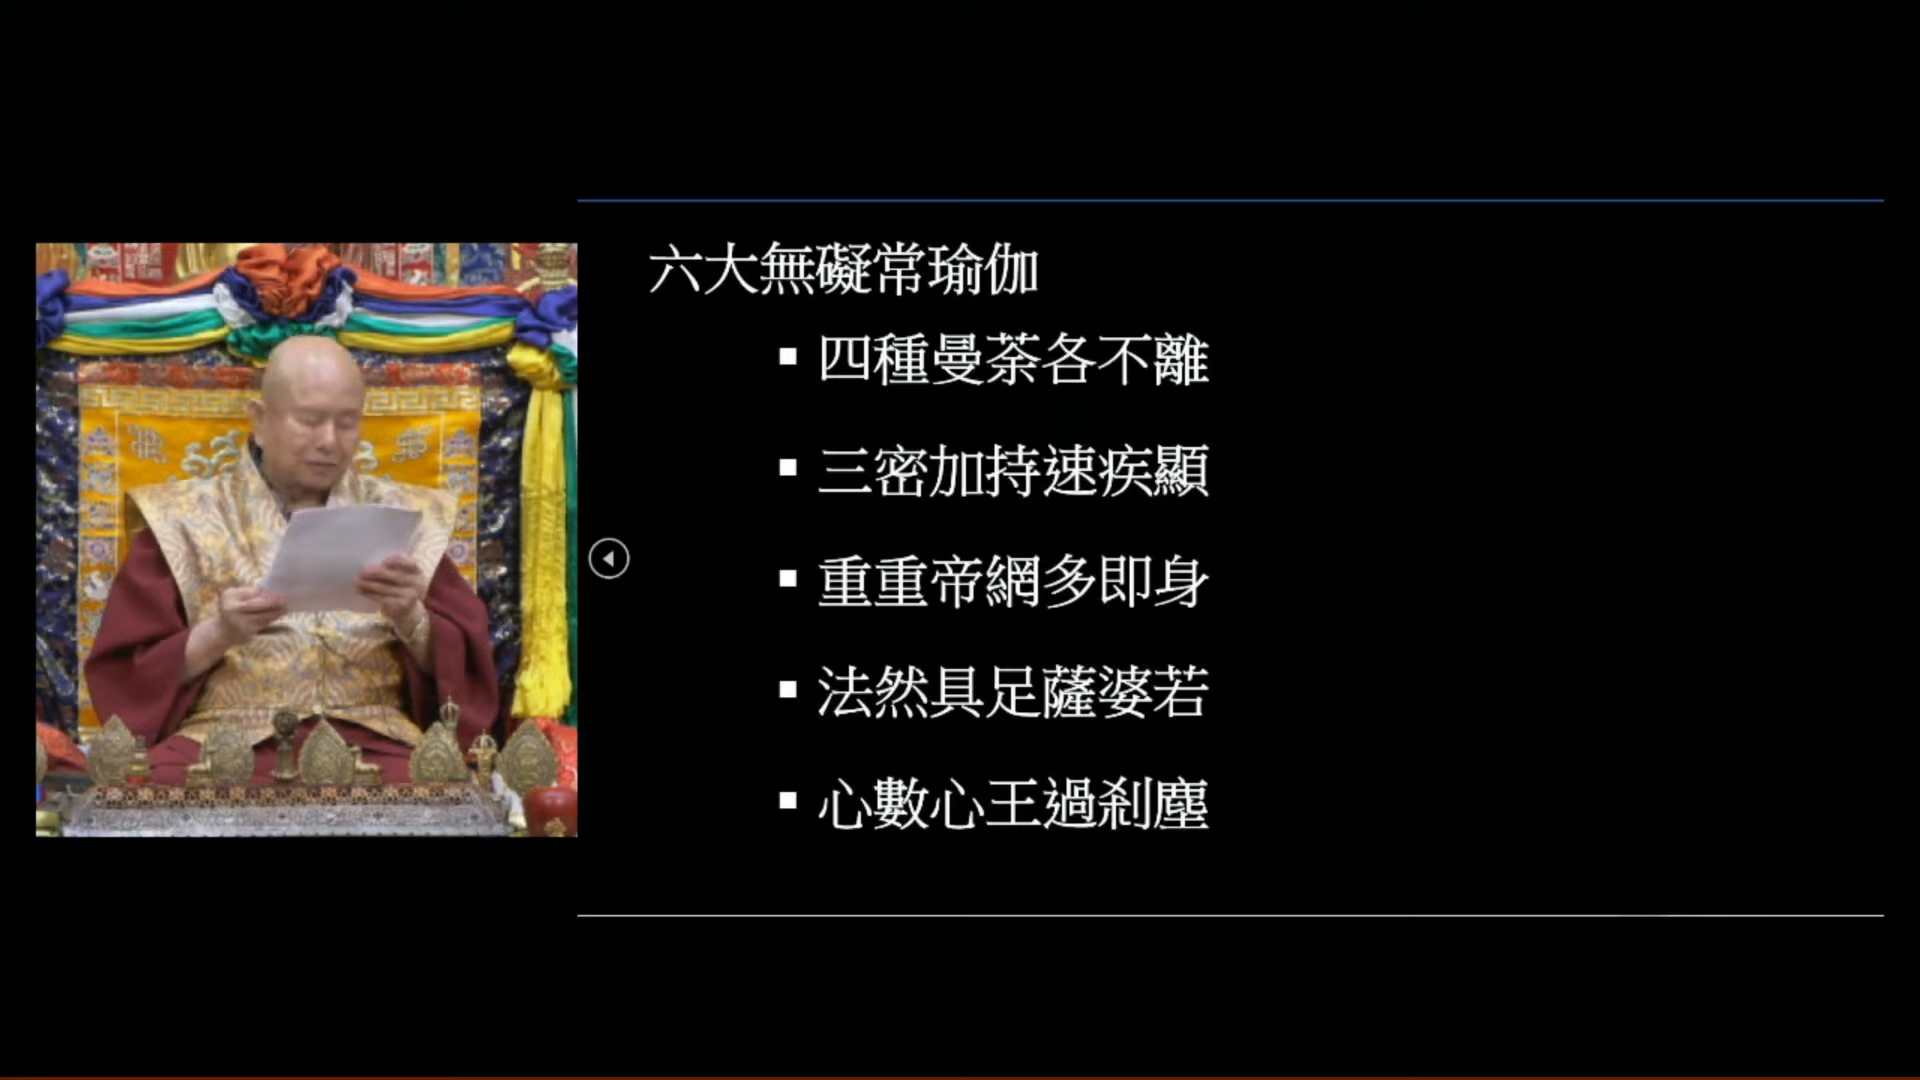 六大無礙常瑜伽
▪ 四種曼荼各不離
▪ 三密加持速疾顯
▪ 重重帝網多即身
▪ 法然具足薩婆若
▪ 心數心王過剎塵